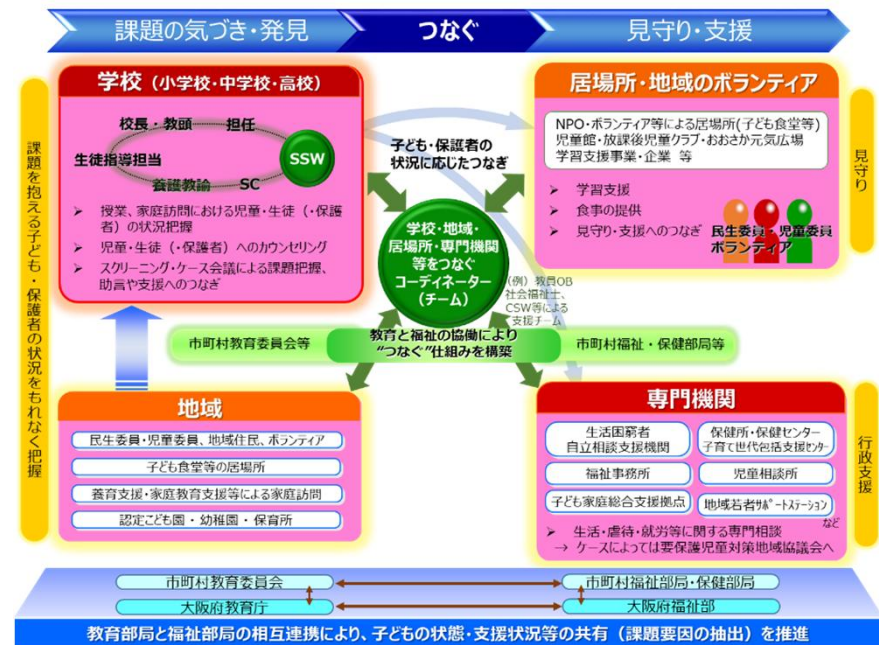 課題の気づき・発見
つなぐ
見守り・支援
課題を抱える子ども・保護者の状況をもれなく把握
学校（小学校・中学校・高校）
校長・教頭
担任
生徒指導担当
SSW
養護教諭
SC
➢ 授業、家庭訪問における児童・生徒（・保護
者）の状況把握
➢ 児童・生徒（・保護者）へのカウンセリング
➢ スクリーニング・ケース会議による課題把握、
助言や支援へのつなぎ
子ども・保護者の
状況に応じたつなぎ
学校・地域・
居場所・専門機関
等をつなぐ
コーディネーター
（チーム）
（例）教員OB
社会福祉士、
CSW等による
支援チーム
居場所・地域のボランティア
NPO・ボランティア等による居場所(子ども食堂等)
児童館・放課後児童クラブ・おおさか元気広場
学習支援事業・企業 等
➢ 学習支援
➢ 食事の提供
➢ 見守り・支援へのつなぎ
民生委員・児童委員
ボランティア
見守り
市町村教育委員会等
教育と福祉の協働により
“つなぐ”仕組みを構築
市町村福祉・保健部局等
地域
民生委員・児童委員、地域住民、ボランティア
子ども食堂等の居場所
養育支援・家庭教育支援等による家庭訪問
認定こども園・幼稚園・保育所
専門機関
生活困窮者
自立相談支援機関
保健所・保健センター
子育て世代包括支援センター
福祉事務所
児童相談所
子ども家庭総合支援拠点
地域若者サポートステーション
など
➢ 生活・虐待・就労等に関する専門相談
→ ケースによっては要保護児童対策地域協議会へ
行政支援
市町村教育委員会
市町村福祉部局・保健部局
大阪府教育庁
大阪府福祉部
教育部局と福祉部局の相互連携により、子どもの状態・支援状況等の共有（課題要因の抽出）を推進